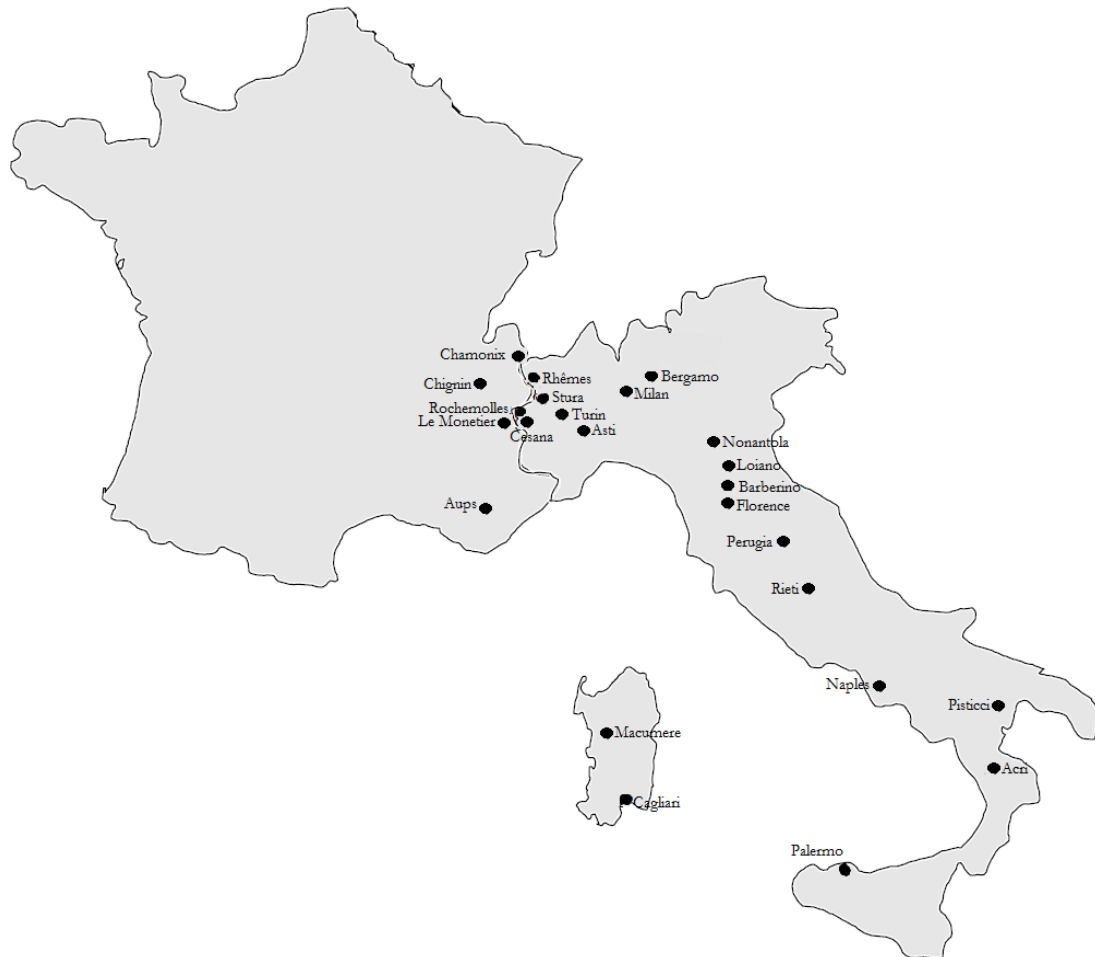 Chamonix
Rhêmes
Bergamo
Chignin
Milan
Stura
Rochemolles
Turin
Le Monetier
Cesana
Asti
Nonantola
Loiano
Barberino
Aups
Florence
Perugia
Rieti
Naples
Pisticci
Macumere
Acri
Cagliari
Palermo